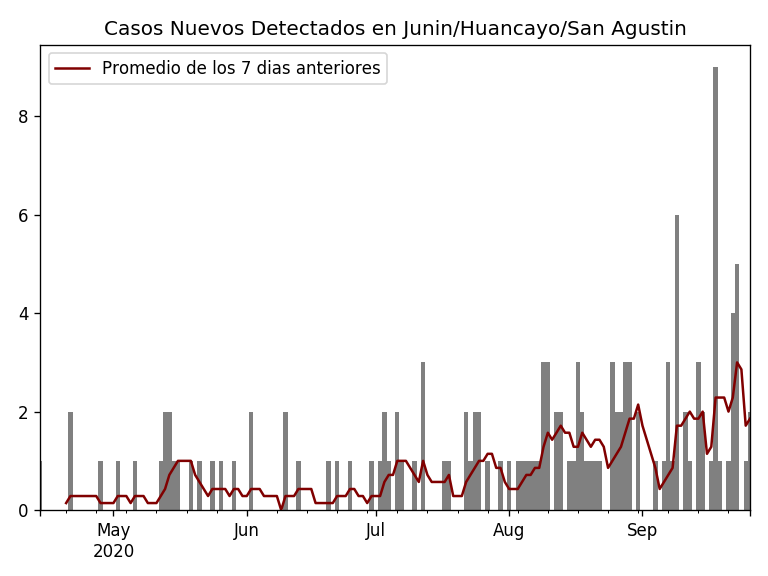 Casos Nuevos Detectados en Junin/Huancayo/San Agustin
Promedio de los 7 dias anteriores
8
6
4
2
0
May Jun Jul Aug Sep
2020